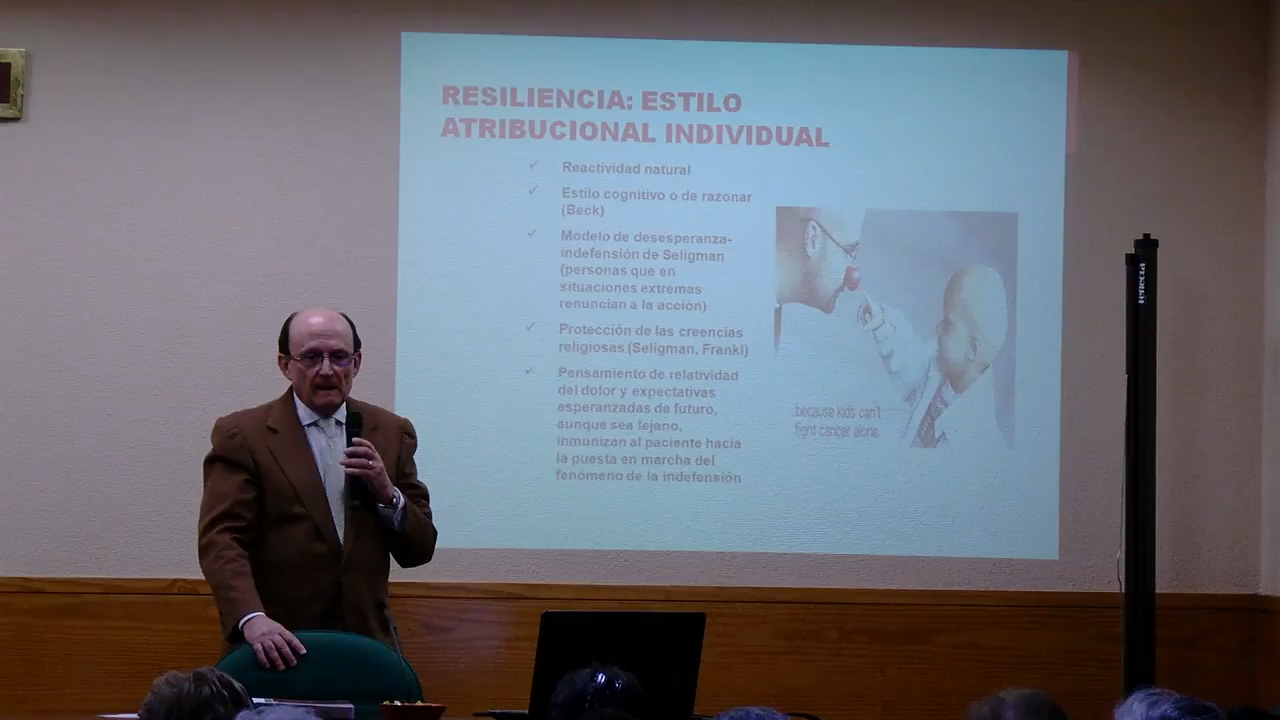 RESILIENCIA: ESTILO
ATRIBUCIONAL INDIVIDUAL
✓ Reactividad natural
✓ Estilo cognitivo o de razonar
(Beck)
✓ Modelo de desesperanza-
indefensión de Seligman
(personas que en
situaciones extremas
renuncian a la acción)
✓ Protección de las creencias
religiosas (Seligman, Frankl)
✓ Pensamiento de relatividad
del dolor y expectativas
esperanzadas de futuro,
aunque sea lejano,
inmunizan al paciente hacia
la puesta en marcha del
fenomeno de la indefensión
because kids can't
fight cancer alone